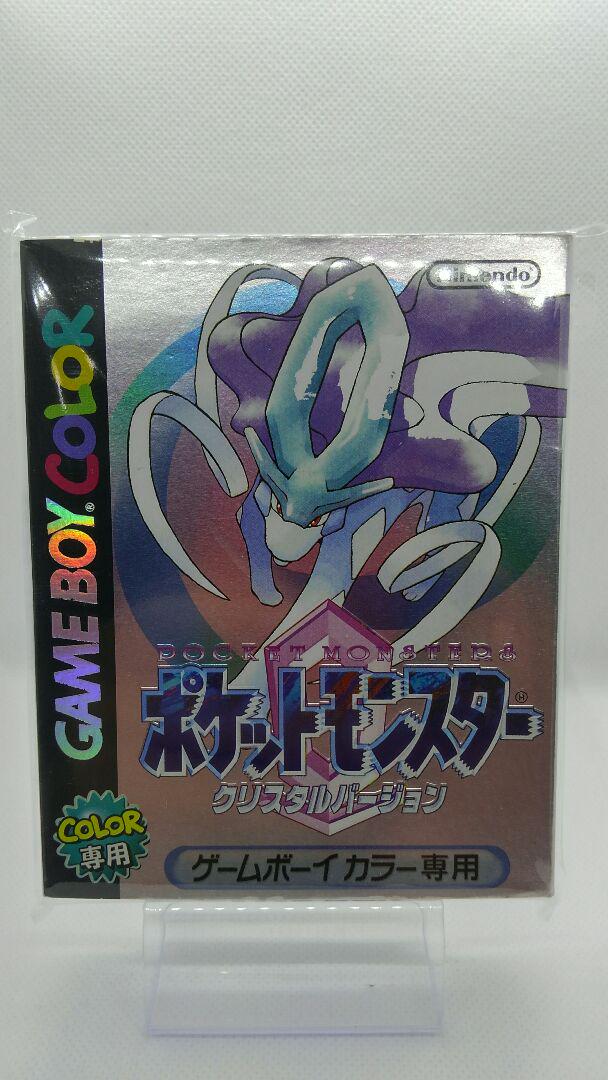 Nintendo
GAME BOY® COLOR
POCKET MONSTERS
ポケットモンスター®
クリスタルバージョン
COLOR
専用
ゲームボーイ カラー専用